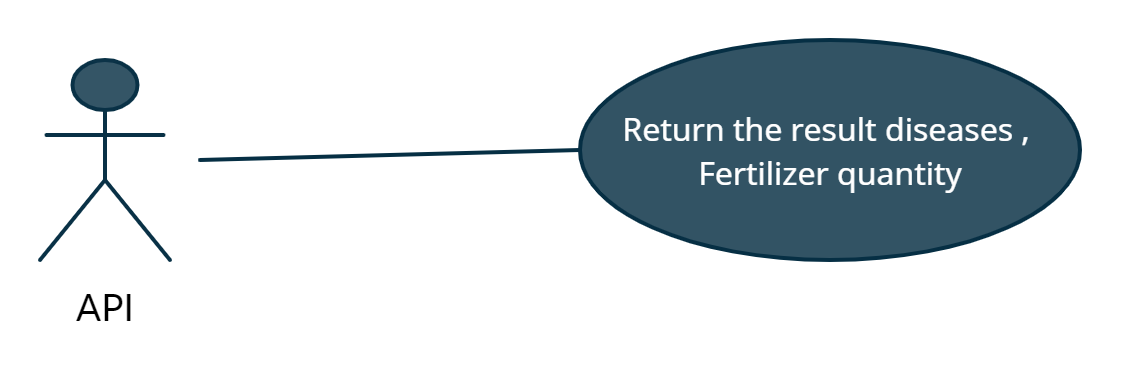 Return the result diseases ,
Fertilizer quantity
API